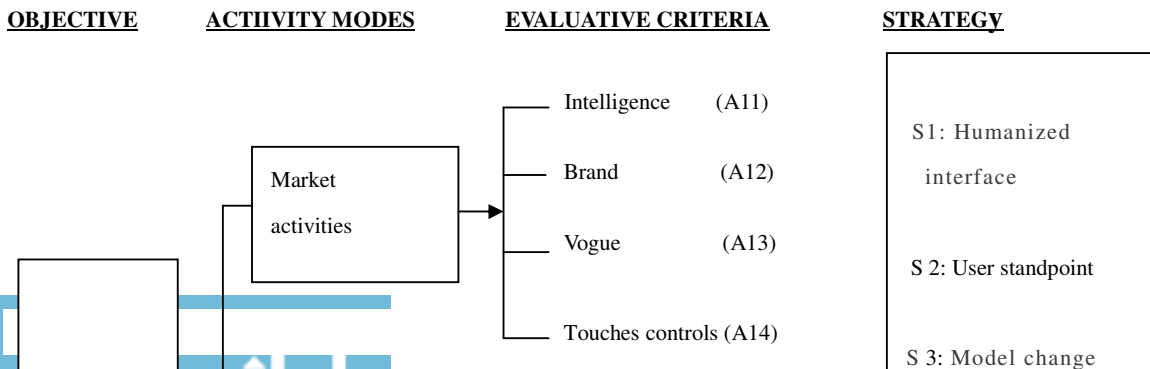 OBJECTIVE ACTIIVITY MODES EVALUATIVE CRITERIA STRATEGy
Market
activities
Intelligence (A11)
Brand (A12)
Vogue (A13)
Touches controls (A14)
S1: Humanized
interface
S 2: User standpoint
S 3: Model change